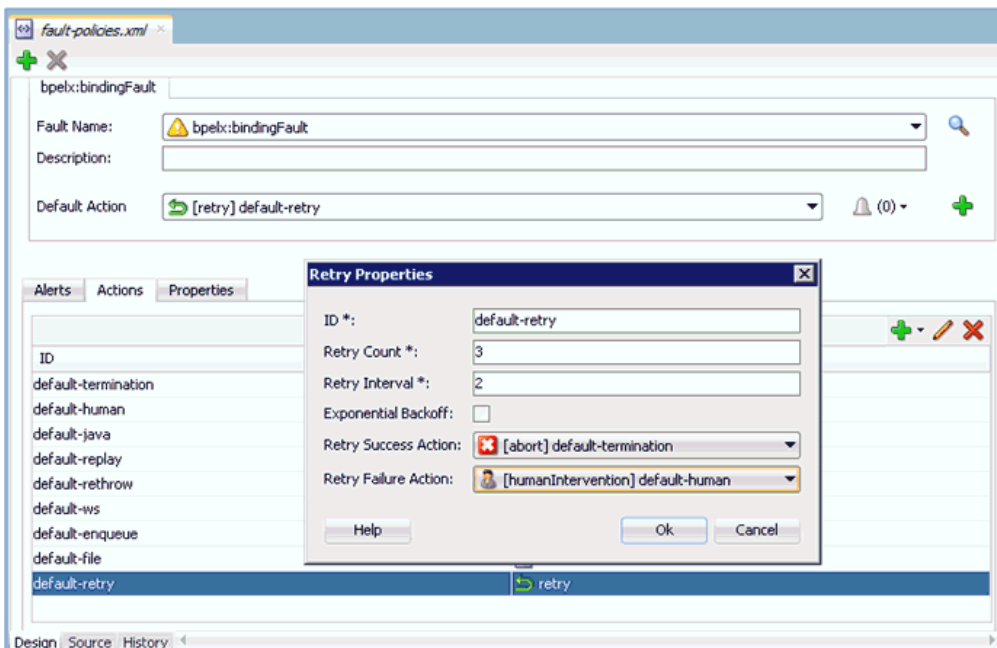 fault-policies.xml
bpelx:bindingFault
Fault Name: bpelx:bindingFault
Description:
Default Action [retry] default-retry (0)
Alerts Actions Properties
ID
default-termination
default-human
default-java
default-replay
default-rethrow
default-ws
default-enqueue
default-file
default-retry retry
Retry Properties
ID *: default-retry
Retry Count *: 3
Retry Interval *: 2
Exponential Backoff:
Retry Success Action: [abort] default-termination
Retry Failure Action: [humanIntervention] default-human
Help Ok Cancel
Design Source History